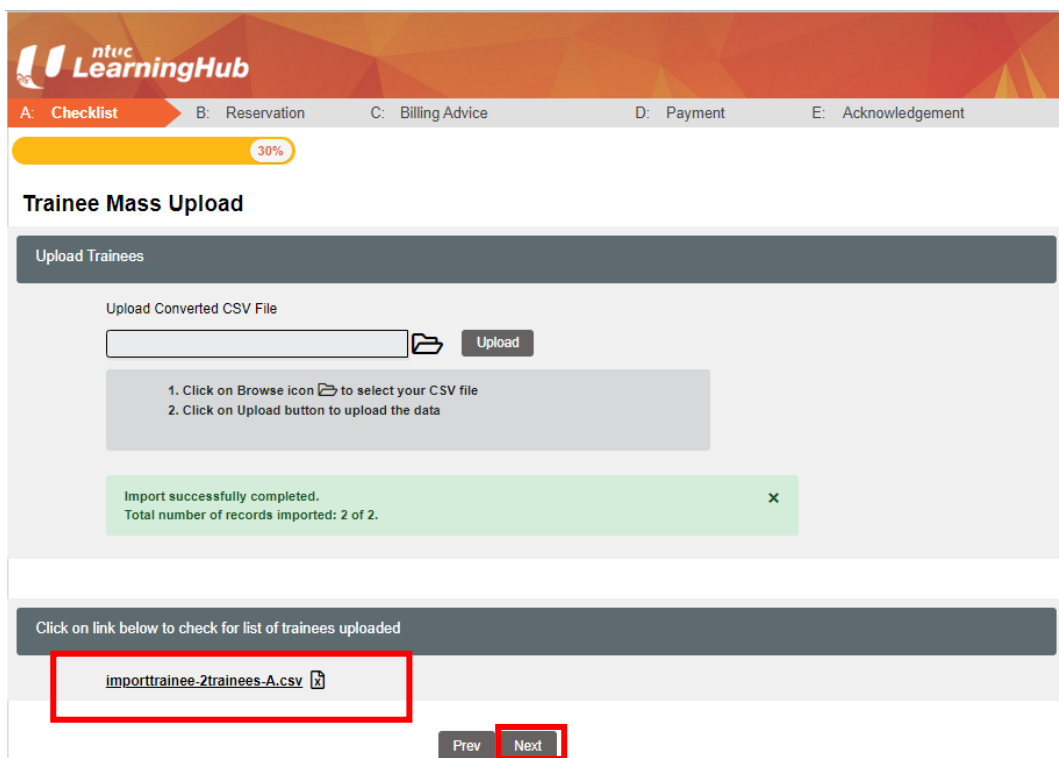 ntuc
LearningHub
A: Checklist B: Reservation C: Billing Advice D: Payment E: Acknowledgement
30%
Trainee Mass Upload
Upload Trainees
Upload Converted CSV File
Upload
1. Click on Browse icon to select your CSV file
2. Click on Upload button to upload the data
Import successfully completed.
Total number of records imported: 2 of 2.
Click on link below to check for list of trainees uploaded
importtrainee-2trainees-A.csv
Prev Next